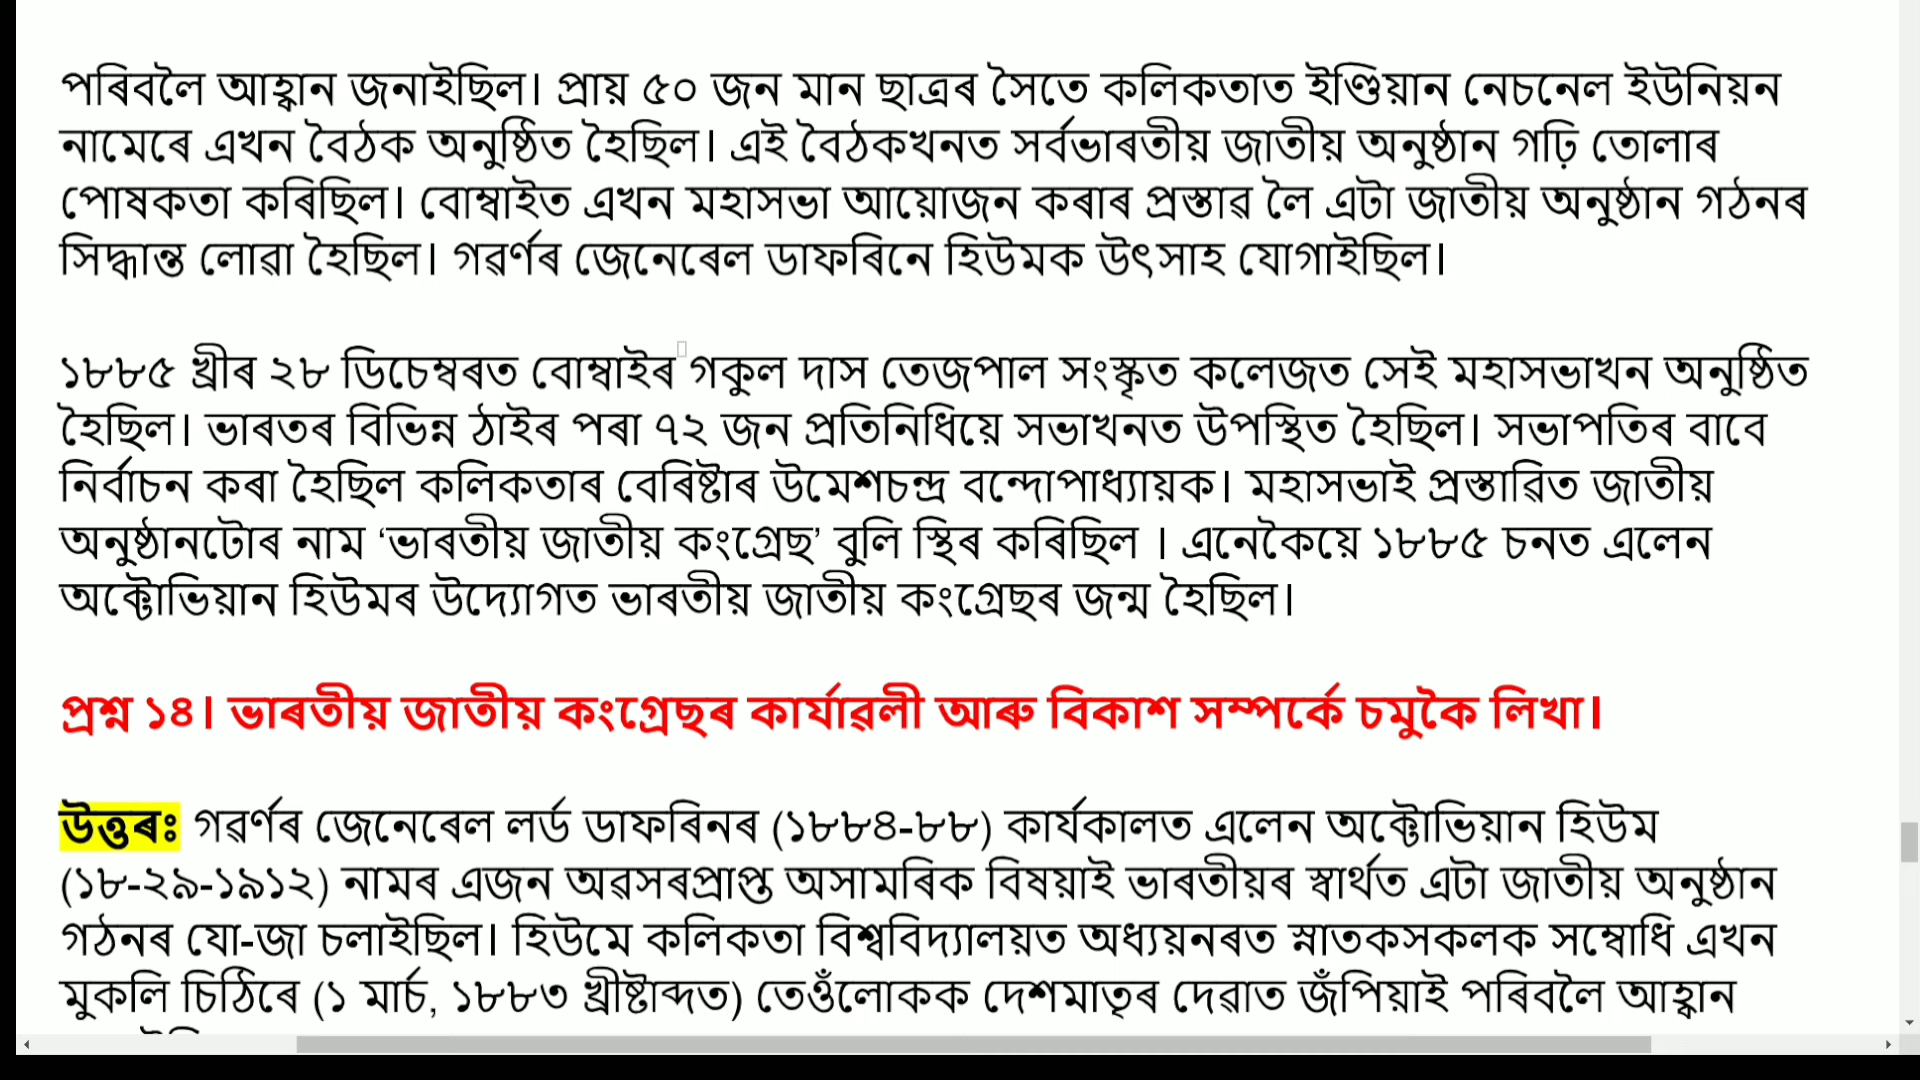 পৰিবলৈ আহ্বান জনাইছিল। প্ৰায় ৫০ জন মান ছাত্ৰৰ সৈতে কলিকতাত ইণ্ডিয়ান নেচনেল ইউনিয়ন
নামেৰে এখন বৈঠক অনুষ্ঠিত হৈছিল। এই বৈঠকখনত সৰ্বভাৰতীয় জাতীয় অনুষ্ঠান গঢ়ি তোলাৰ
পোষকতা কৰিছিল। বোম্বাইত এখন মহাসভা আয়োজন কৰাৰ প্ৰস্তাৱ লৈ এটা জাতীয় অনুষ্ঠান গঠনৰ
সিদ্ধান্ত লোৱা হৈছিল। গৱৰ্ণৰ জেনেৰেল ডাফৰিনে হিউমক উৎসাহ যোগাইছিল।
১৮৮৫ খ্ৰীৰ ২৮ ডিচেম্বৰত বোম্বাইৰ গকুল দাস তেজপাল সংস্কৃত কলেজত সেই মহাসভাখন অনুষ্ঠিত
হৈছিল। ভাৰতৰ বিভিন্ন ঠাইৰ পৰা ৭২ জন প্ৰতিনিধিয়ে সভাখনত উপস্থিত হৈছিল। সভাপতিৰ বাবে
নিৰ্বাচন কৰা হৈছিল কলিকতাৰ বেৰিষ্টাৰ উমেশচন্দ্ৰ বন্দোপাধ্যায়ক। মহাসভাই প্ৰস্তাৱিত জাতীয়
অনুষ্ঠানটোৰ নাম ‘ভাৰতীয় জাতীয় কংগ্ৰেছ’ বুলি স্থিৰ কৰিছিল । এনেকৈয়ে ১৮৮৫ চনত এলেন
অক্টোভিয়ান হিউমৰ উদ্যোগত ভাৰতীয় জাতীয় কংগ্ৰেছৰ জন্ম হৈছিল।
প্ৰশ্ন ১৪। ভাৰতীয় জাতীয় কংগ্ৰেছৰ কাৰ্যাৱলী আৰু বিকাশ সম্পৰ্কে চমুকৈ লিখা।
উত্তৰঃ গৱৰ্ণৰ জেনেৰেল লৰ্ড ডাফৰিনৰ (১৮৮৪-৮৮) কাৰ্যকালত এলেন অক্টোভিয়ান হিউম
(১৮-২৯-১৯১২) নামৰ এজন অৱসৰপ্ৰাপ্ত অসামৰিক বিষয়াই ভাৰতীয়ৰ স্বাৰ্থত এটা জাতীয় অনুষ্ঠান
গঠনৰ যো-জা চলাইছিল। হিউমে কলিকতা বিশ্ববিদ্যালয়ত অধ্যয়নৰত স্নাতকসকলক সম্বোধি এখন
মুকলি চিঠিৰে (১ মাৰ্চ, ১৮৮৩ খ্ৰীষ্টাব্দত) তেওঁলোকক দেশমাতৃৰ দেৱাত জঁপিয়াই পৰিবলৈ আহ্বান